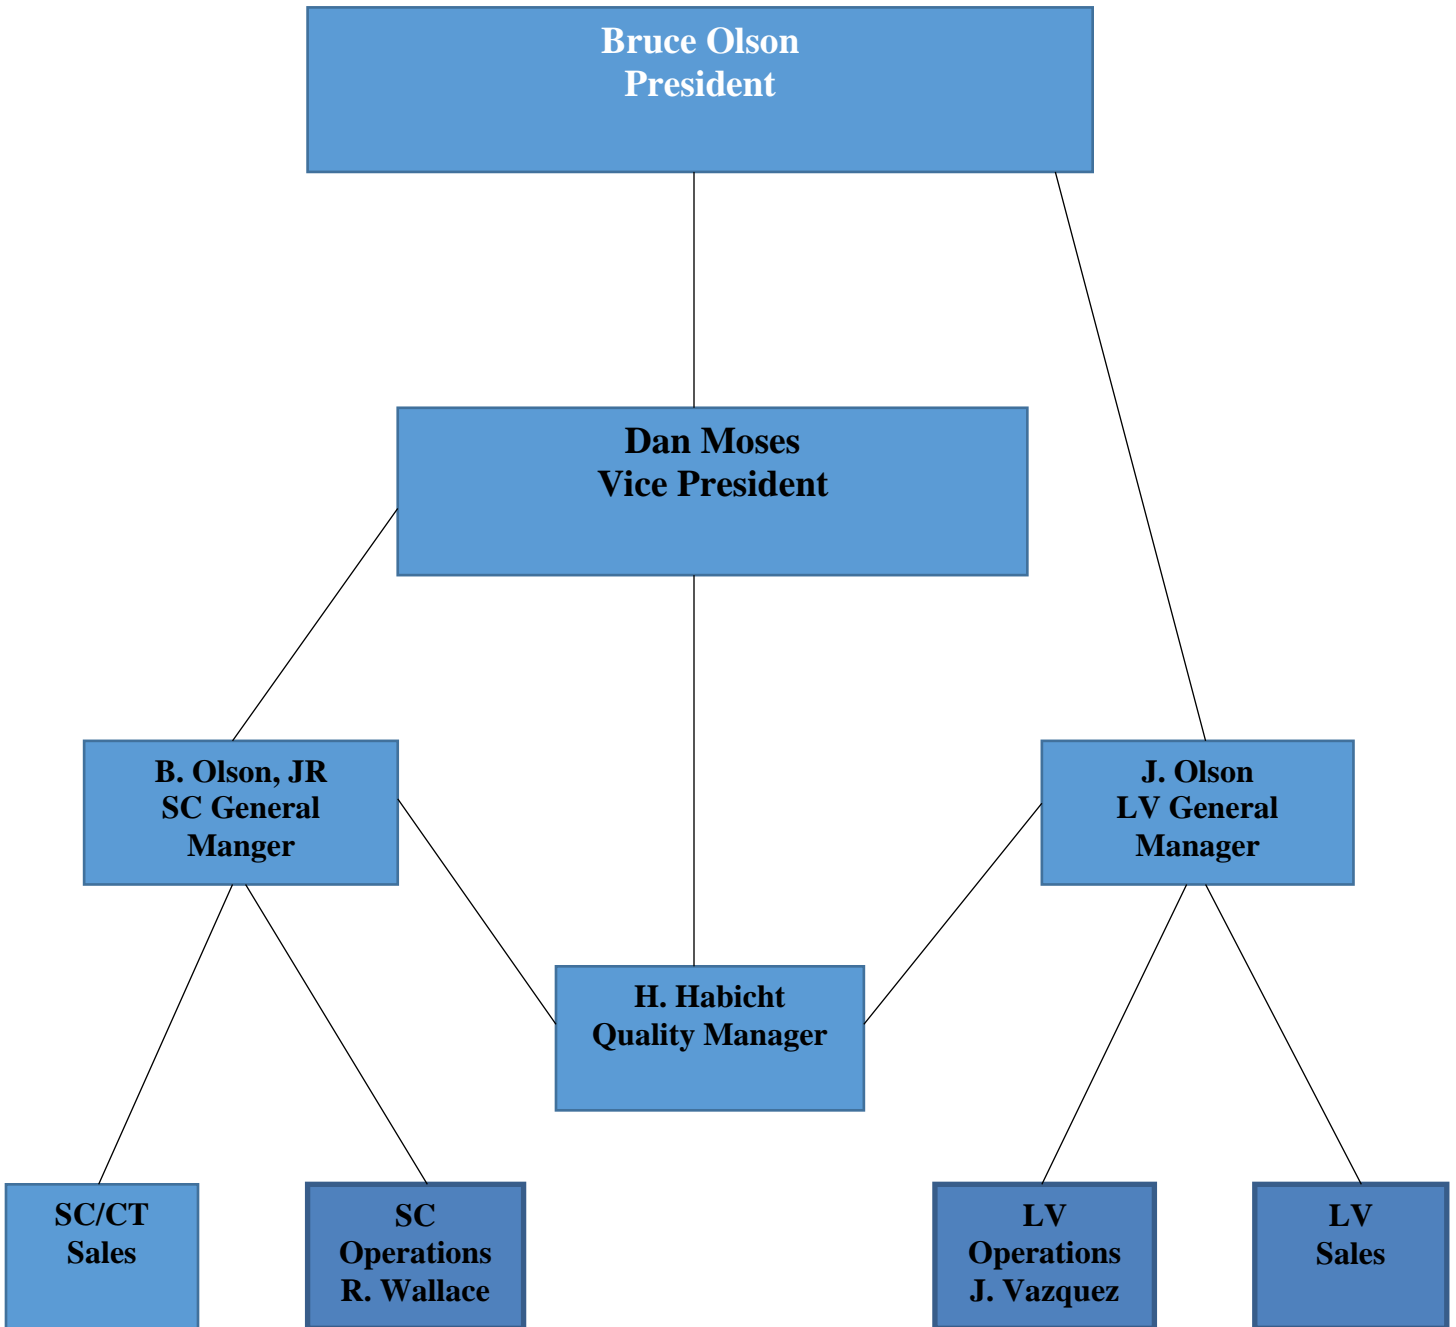 Bruce Olson
President
Dan Moses
Vice President
B. Olson, JR
SC General
Manger
J. Olson
LV General
Manager
H. Habicht
Quality Manager
SC/CT
Sales
SC
Operations
R. Wallace
LV
Operations
J. Vazquez
LV
Sales